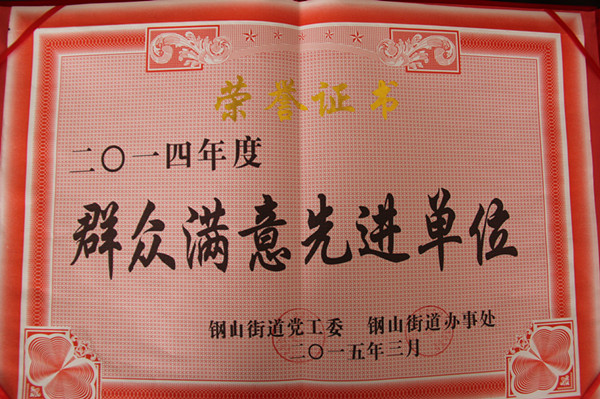 荣誉证书
二〇一四年度
群众满意先进单位
钢山街道党工委 钢山街道办事处
二〇一五年三月